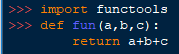 >>> import functools
>>> def fun(a,b,c):
        return a+b+c